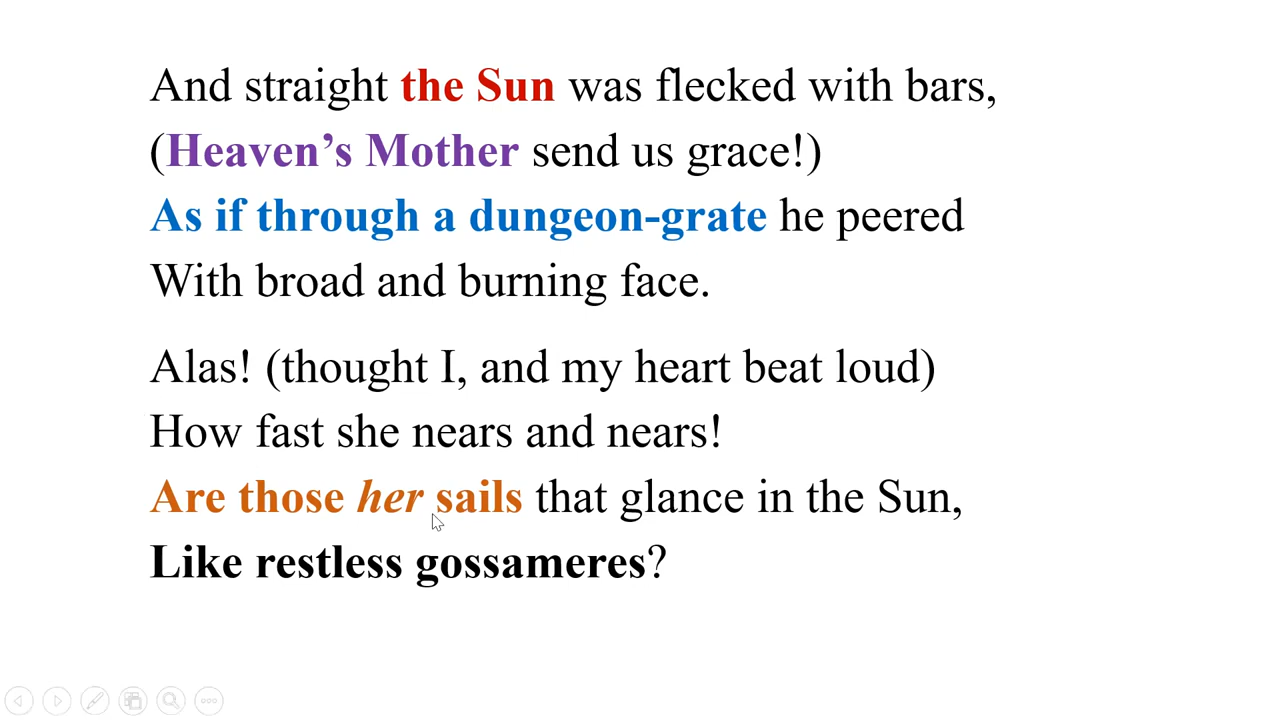 And straight the Sun was flecked with bars,
(Heaven’s Mother send us grace!)
As if through a dungeon-grate he peered
With broad and burning face.
Alas! (thought I, and my heart beat loud)
How fast she nears and nears!
Are those her sails that glance in the Sun,
Like restless gossameres?